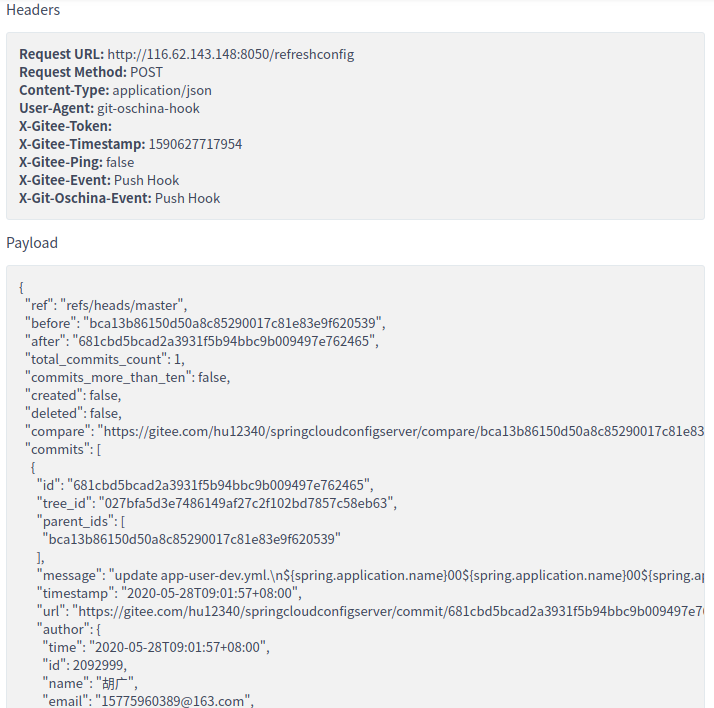 Headers
Request URL: http://116.62.143.148:8050/refreshconfig
Request Method: POST
Content-Type: application/json
User-Agent: git-oschina-hook
X-Gitee-Token:
X-Gitee-Timestamp: 1590627717954
X-Gitee-Ping: false
X-Gitee-Event: Push Hook
X-Git-Oschina-Event: Push Hook
Payload
{
"ref": "refs/heads/master",
"before": "bca13b86150d50a8c85290017c81e83e9f620539",
"after": "681cbd5bcad2a3931f5b94bbc9b009497e762465",
"total_commits_count": 1,
"commits_more_than_ten": false,
"created": false,
"deleted": false,
"compare": "https://gitee.com/hu12340/springcloudconfigserver/compare/bca13b86150d50a8c85290017c81e83
"commits": [
{
"id": "681cbd5bcad2a3931f5b94bbc9b009497e762465",
"tree_id": "027bfa5d3e7486149af27c2f102bd7857c58eb63",
"parent_ids": [
"bca13b86150d50a8c85290017c81e83e9f620539"
],
"message": "update app-user-dev.yml.\n${spring.application.name}00${spring.application.name}00${spring.ap
"timestamp": "2020-05-28T09:01:57+08:00",
"url": "https://gitee.com/hu12340/springcloudconfigserver/commit/681cbd5bcad2a3931f5b94bbc9b009497e7
"author": {
"time": "2020-05-28T09:01:57+08:00",
"id": 2092999,
"name": "胡广",
"email": "15775960389@163.com",